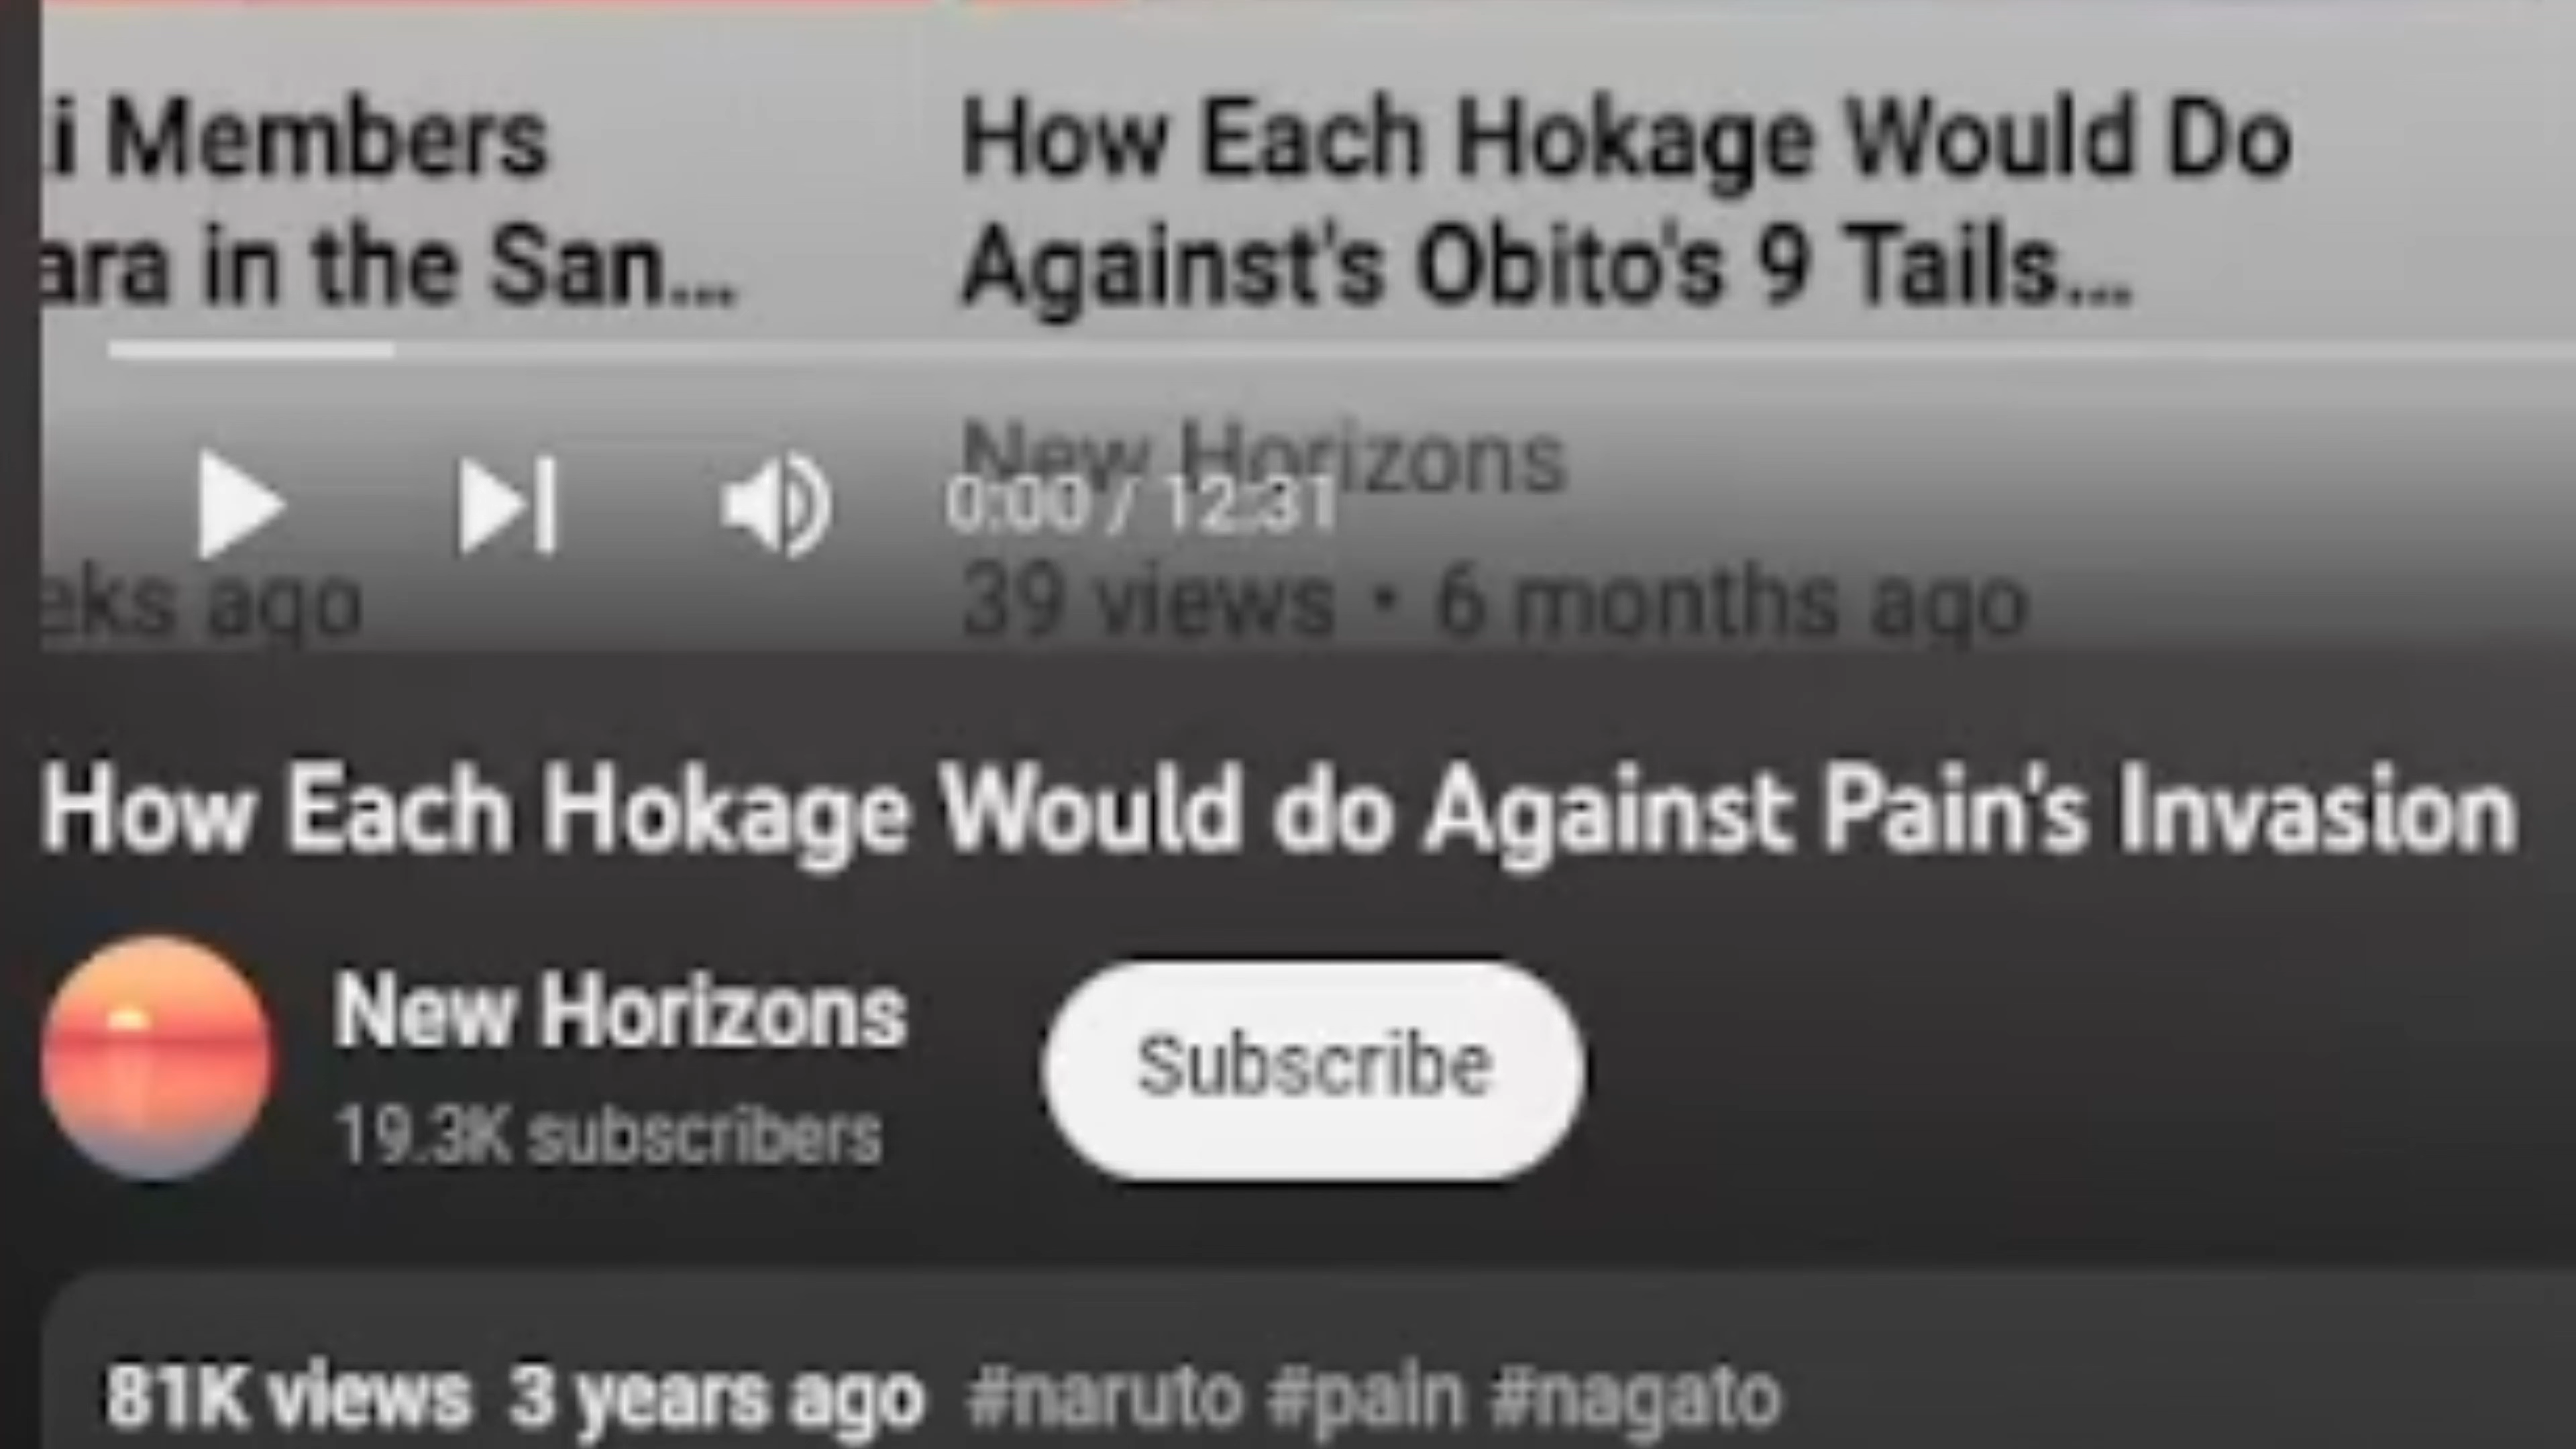 i Members
ara in the San...
How Each Hokage Would Do
Against's Obito's 9 Tails...
New Horizons
0:00 / 12:31
eks ago
39 views • 6 months ago
How Each Hokage Would do Against Pain's Invasion
New Horizons
19.3K subscribers
Subscribe
81K views 3 years ago #naruto #pain #nagato